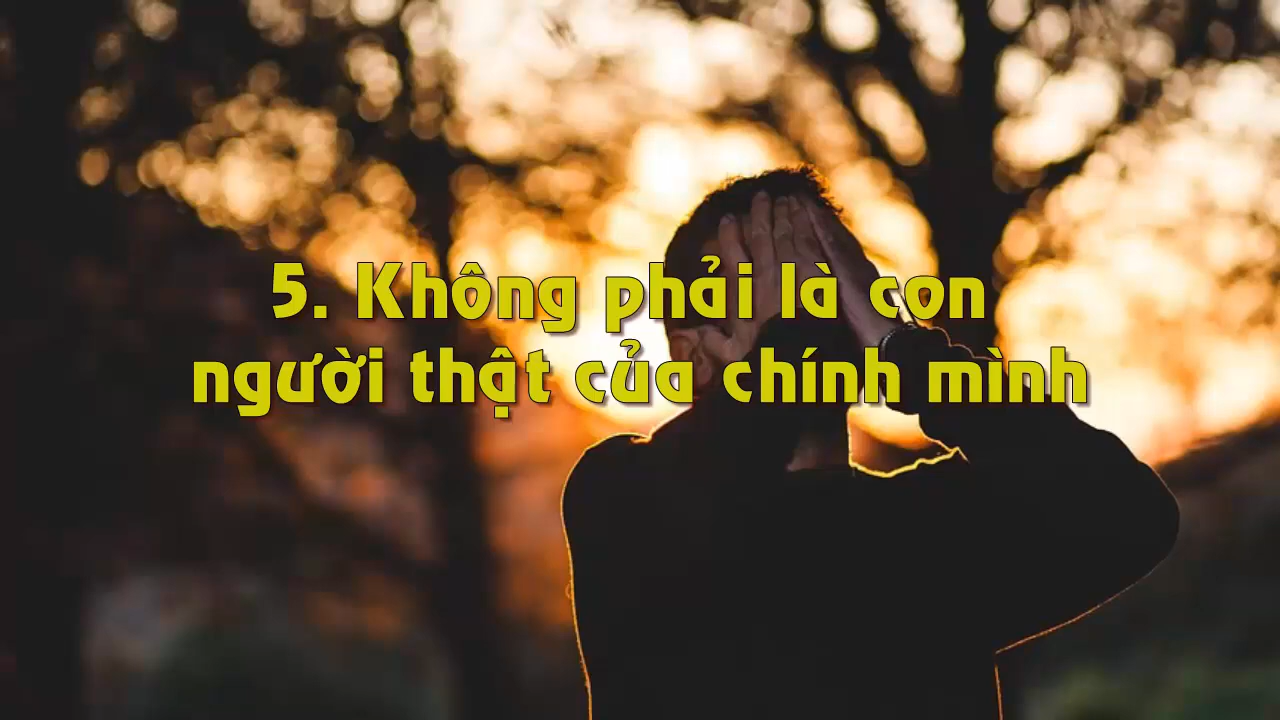 5. Không phải là con
người thật của chính mình